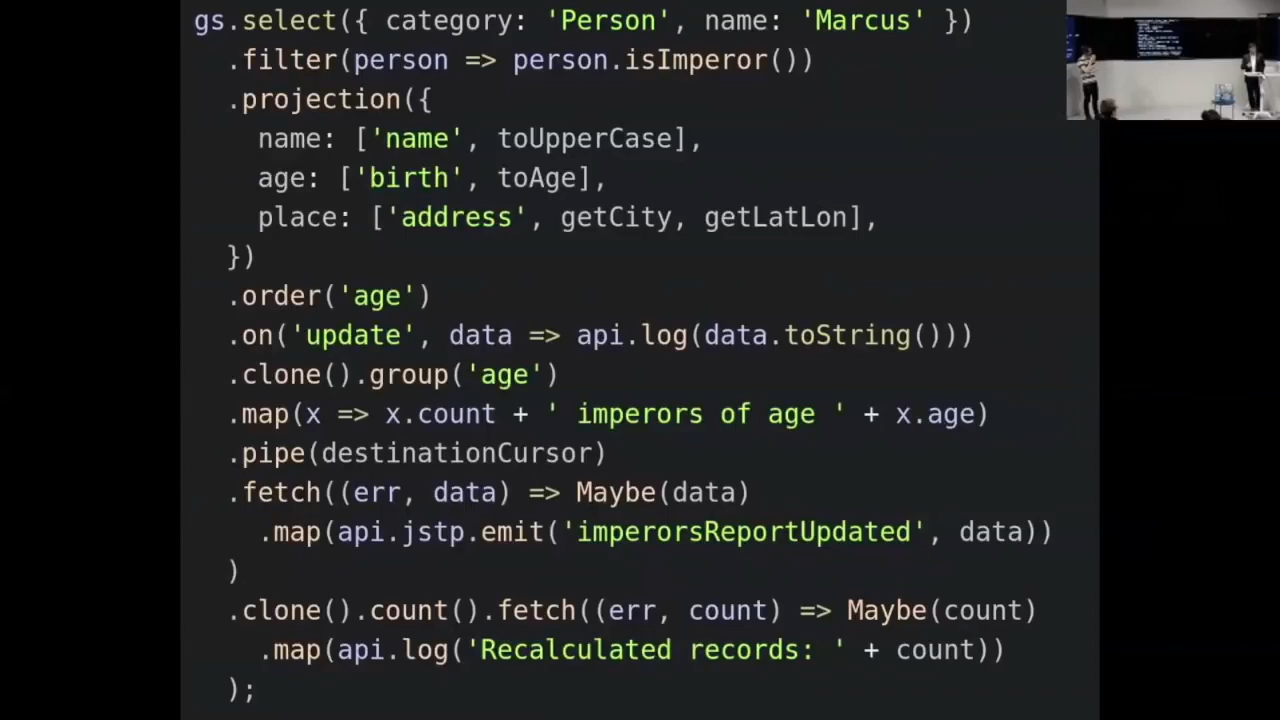 gs.select({ category: 'Person', name: 'Marcus' })
  .filter(person => person.isImperor())
  .projection({
    name: ['name', toUpperCase],
    age: ['birth', toAge],
    place: ['address', getCity, getLatLon],
  })
  .order('age')
  .on('update', data => api.log(data.toString()))
  .clone().group('age')
  .map(x => x.count + ' imperors of age ' + x.age)
  .pipe(destinationCursor)
  .fetch((err, data) => Maybe(data)
    .map(api.jstp.emit('imperorsReportUpdated', data))
  )
  .clone().count().fetch((err, count) => Maybe(count)
    .map(api.log('Recalculated records: ' + count))
  );